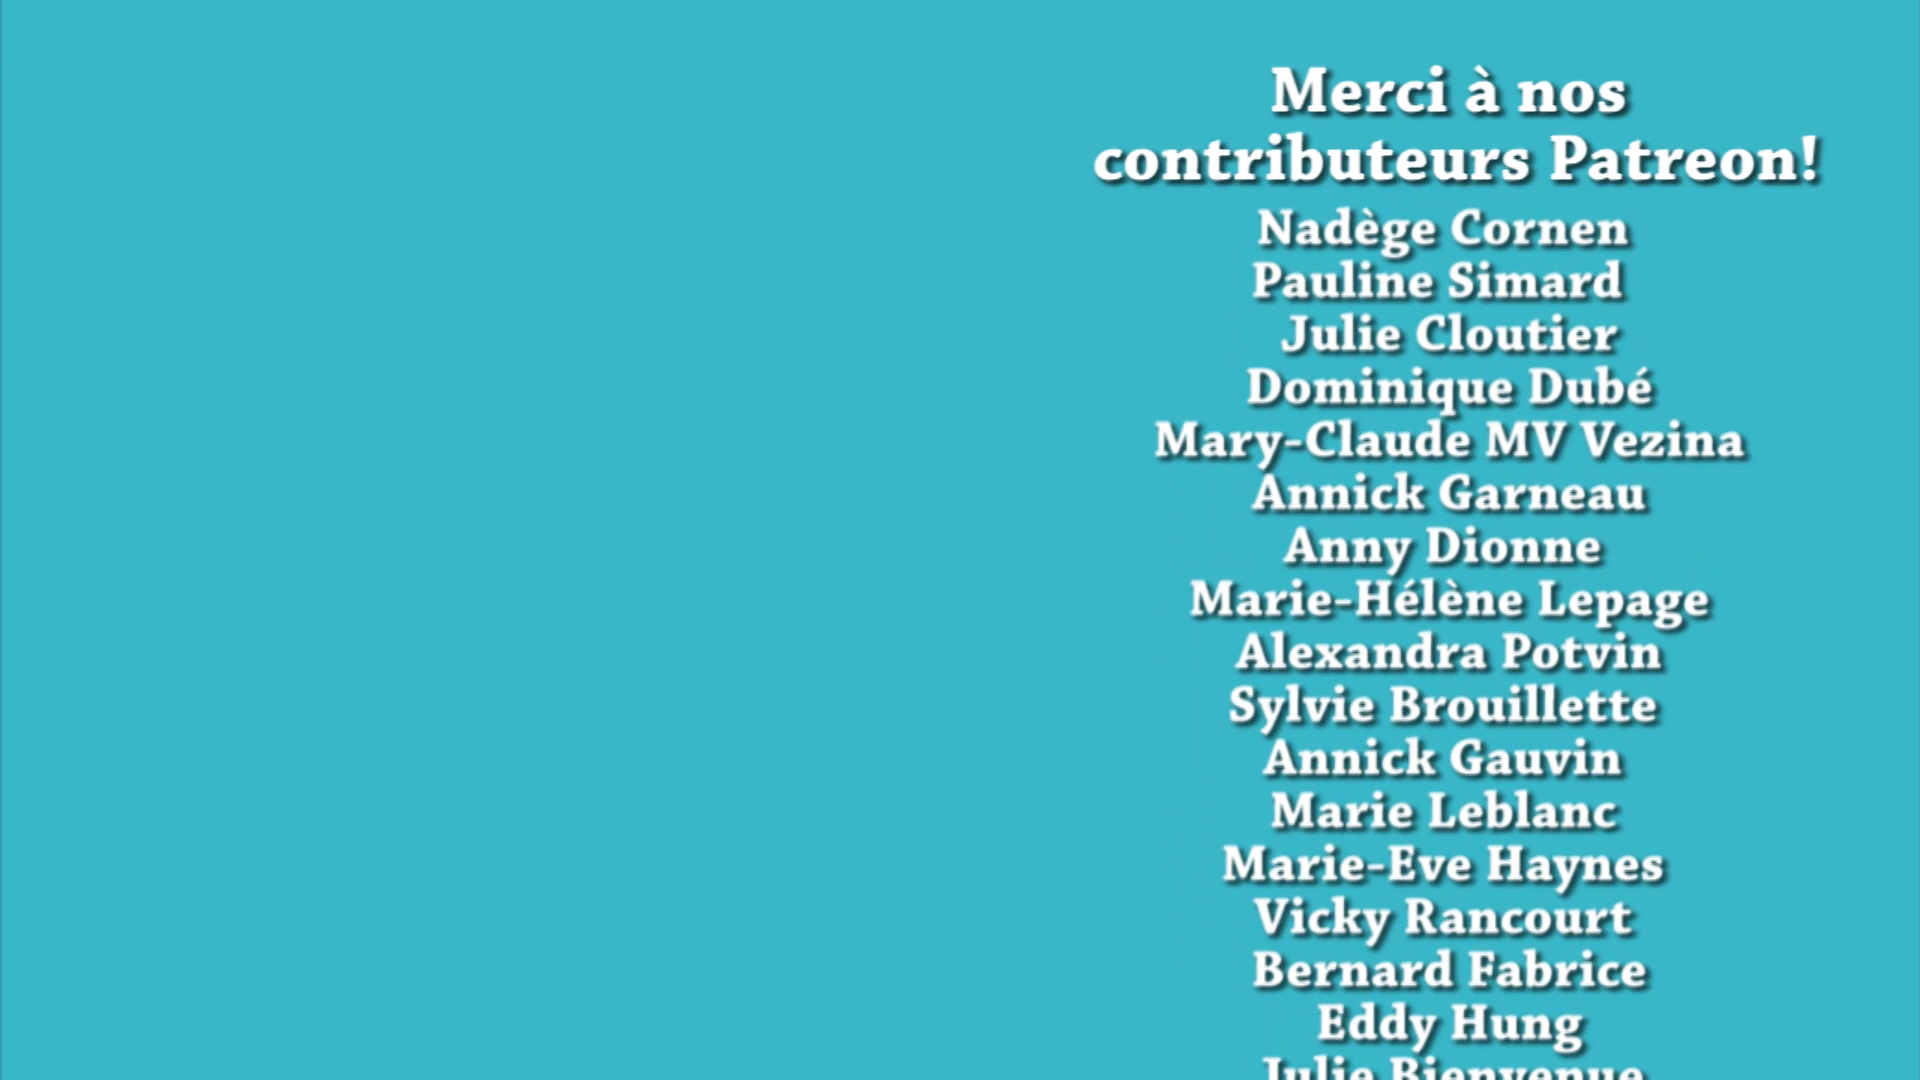 Merci à nos
contributeurs Patreon!
Nadège Cornen
Pauline Simard
Julie Cloutier
Dominique Dubé
Mary-Claude MV Vezina
Annick Garneau
Anny Dionne
Marie-Hélène Lepage
Alexandra Potvin
Sylvie Brouillette
Annick Gauvin
Marie Leblanc
Marie-Eve Haynes
Vicky Rancourt
Bernard Fabrice
Eddy Hung
Julie Bienvenue